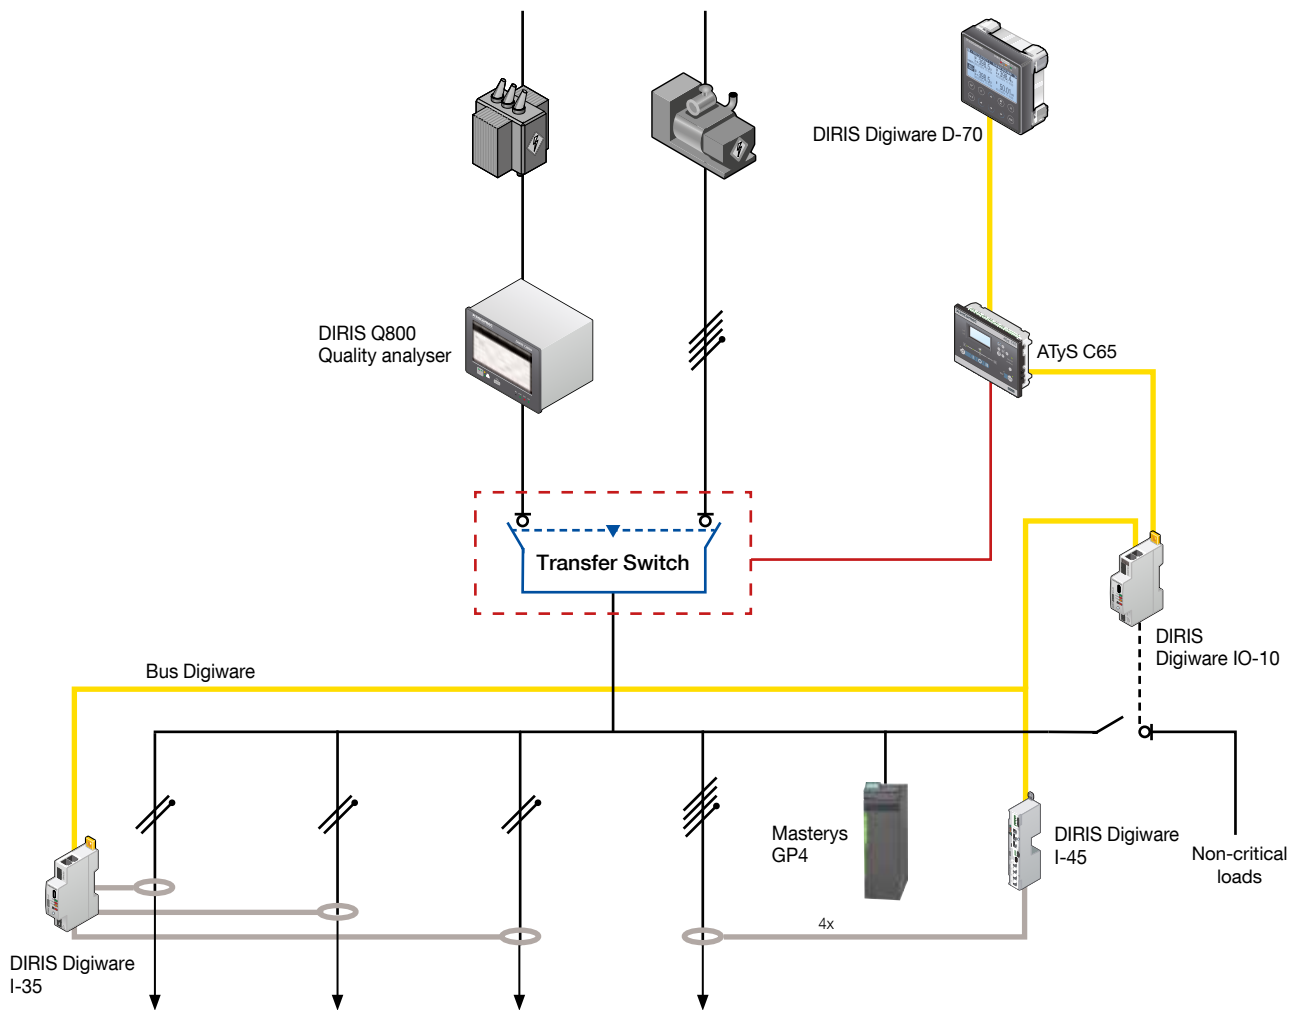 DIRIS Digiware D-70
DIRIS Q800
Quality analyser
ATyS C65
Transfer Switch
DIRIS
Digiware IO-10
Bus Digiware
Masterys
GP4
DIRIS Digiware
I-45
Non-critical
loads
4x
DIRIS Digiware
I-35